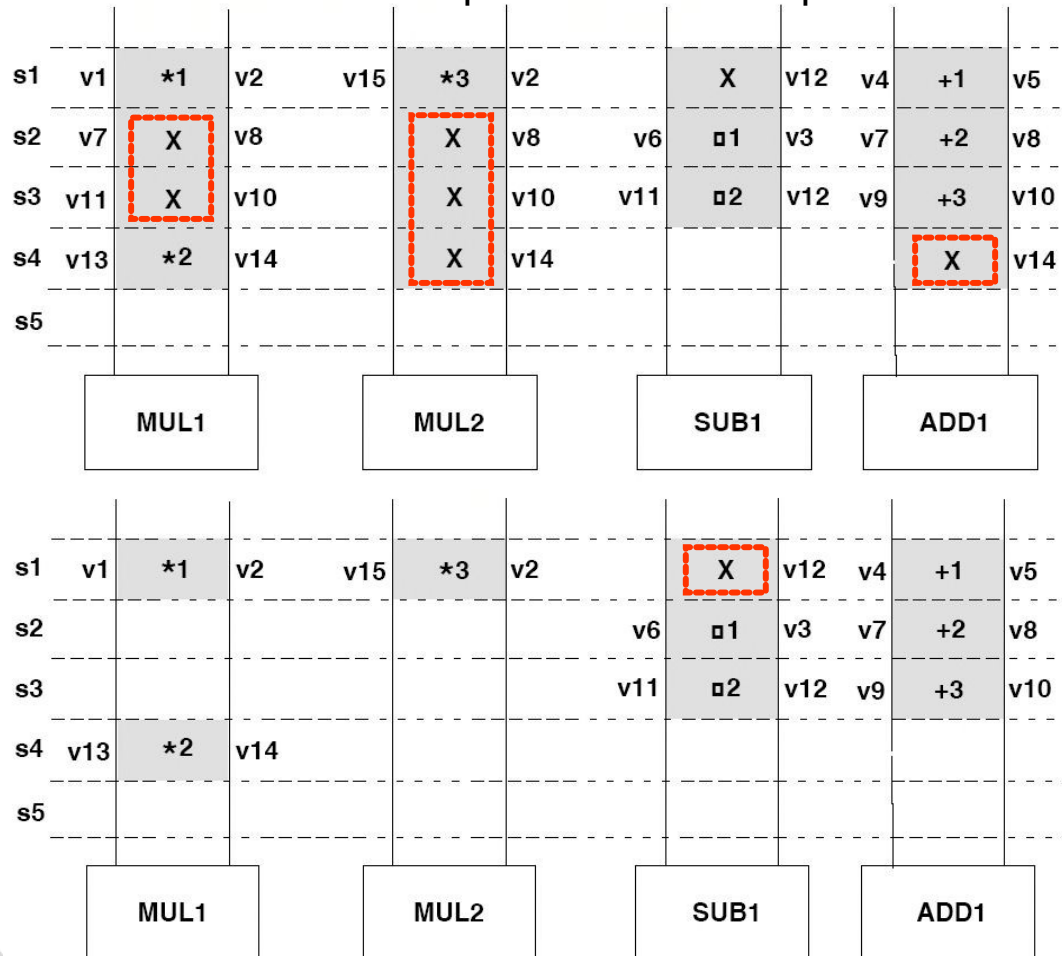 s1 v1 *1 v2 v15 *3 v2 X v12 v4 +1 v5
s2 v7 X v8 X v8 v6 ¤1 v3 v7 +2 v8
s3 v11 X v10 X v10 v11 ¤2 v12 v9 +3 v10
s4 v13 *2 v14 X v14 X v14
s5
MUL1 MUL2 SUB1 ADD1
s1 v1 *1 v2 v15 *3 v2 X v12 v4 +1 v5
s2 v6 ¤1 v3 v7 +2 v8
s3 v11 ¤2 v12 v9 +3 v10
s4 v13 *2 v14
s5
MUL1 MUL2 SUB1 ADD1